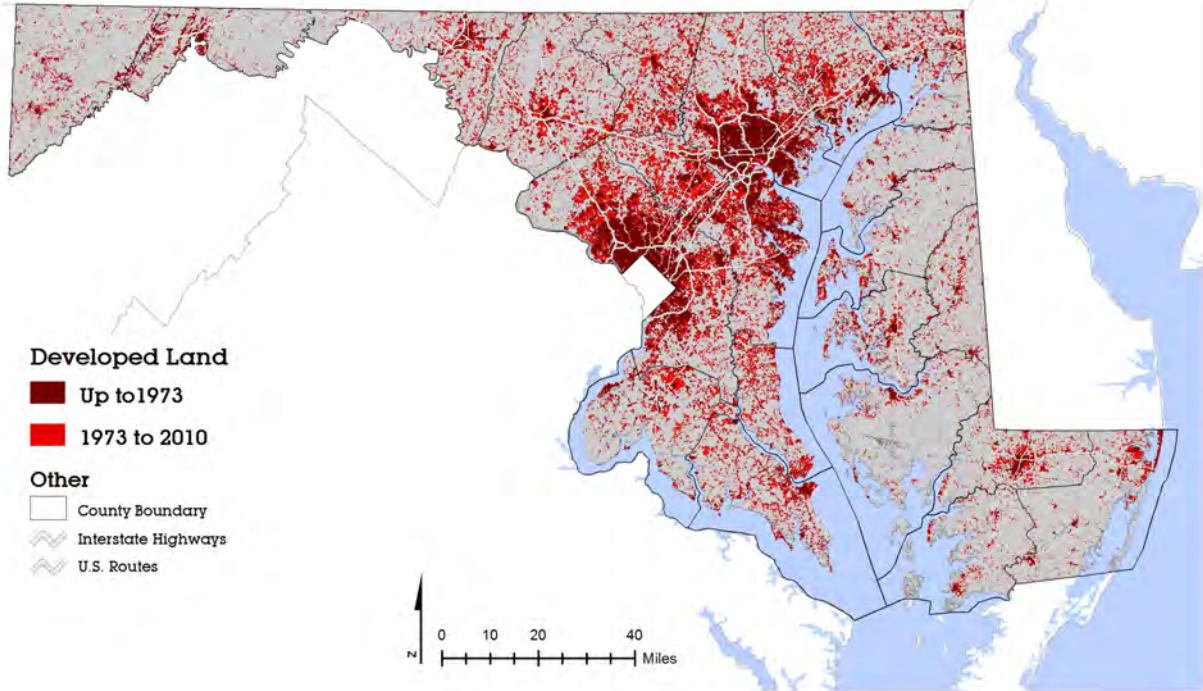 Developed Land
Up to1973
1973 to 2010
Other
County Boundary
Interstate Highways
U.S. Routes
N
0 10 20 40
Miles